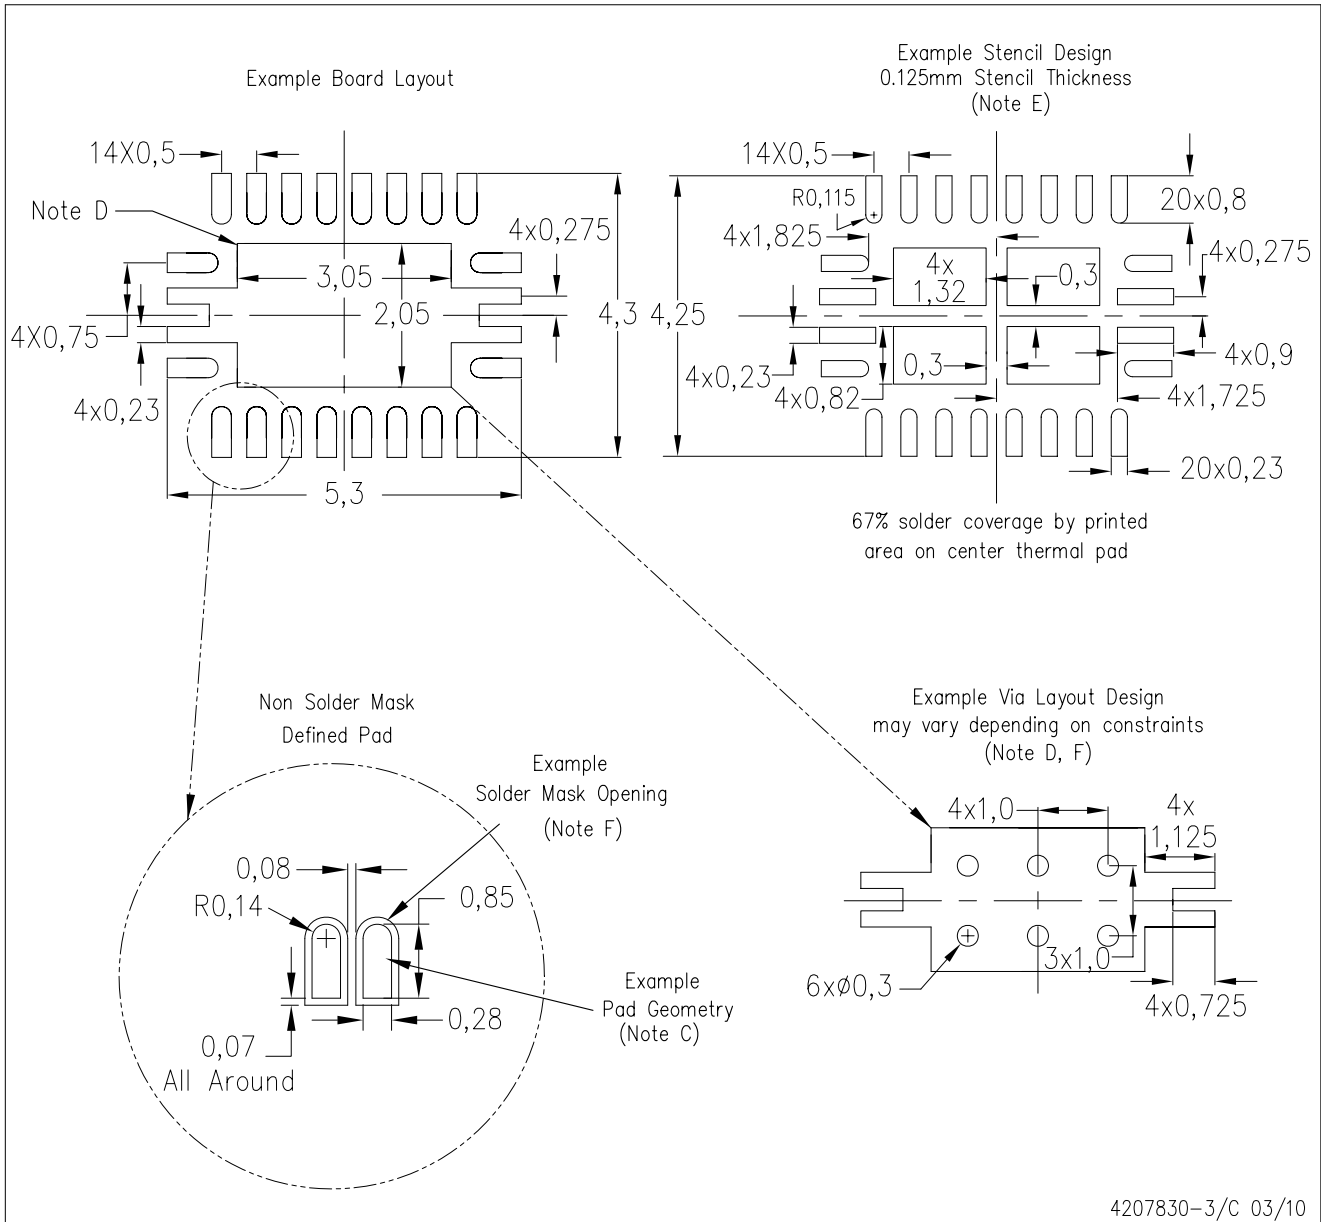 Example Board Layout
14X0,5
Note D
4x0,275
3,05
2,05
4,3
4X0,75
4x0,23
5,3
Example Stencil Design
0.125mm Stencil Thickness
(Note E)
14X0,5
R0,115
20x0,8
4x1,825
4x0,275
4x
1,32
0,3
4,25
0,3
4x0,9
4x0,23
4x0,82
4x1,725
20x0,23
67% solder coverage by printed
area on center thermal pad
Non Solder Mask
Defined Pad
Example
Solder Mask Opening
(Note F)
0,08
R0,14
0,85
Example
Pad Geometry
(Note C)
0,28
0,07
All Around
Example Via Layout Design
may vary depending on constraints
(Note D, F)
4x1,0
4x
1,125
3x1,0
6xø0,3
4x0,725
4207830-3/C 03/10